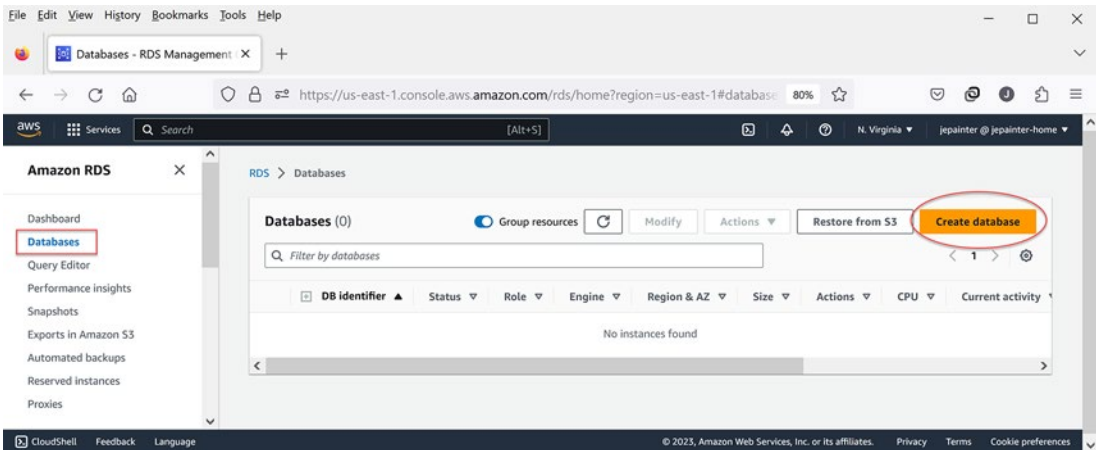 File Edit View History Bookmarks Tools Help
Databases - RDS Management
https://us-east-1.console.aws.amazon.com/rds/home?region=us-east-1#database 80%
aws Services Search [Alt+S] N. Virginia jepainter @ jepainter-home
Amazon RDS
Dashboard
Databases
Query Editor
Performance insights
Snapshots
Exports in Amazon S3
Automated backups
Reserved instances
Proxies
RDS > Databases
Databases (0) Group resources Modify Actions Restore from S3 Create database
Filter by databases
< 1 >
DB identifier Status Role Engine Region & AZ Size Actions CPU Current activity
No instances found
CloudShell Feedback Language © 2023, Amazon Web Services, Inc. or its affiliates. Privacy Terms Cookie preferences